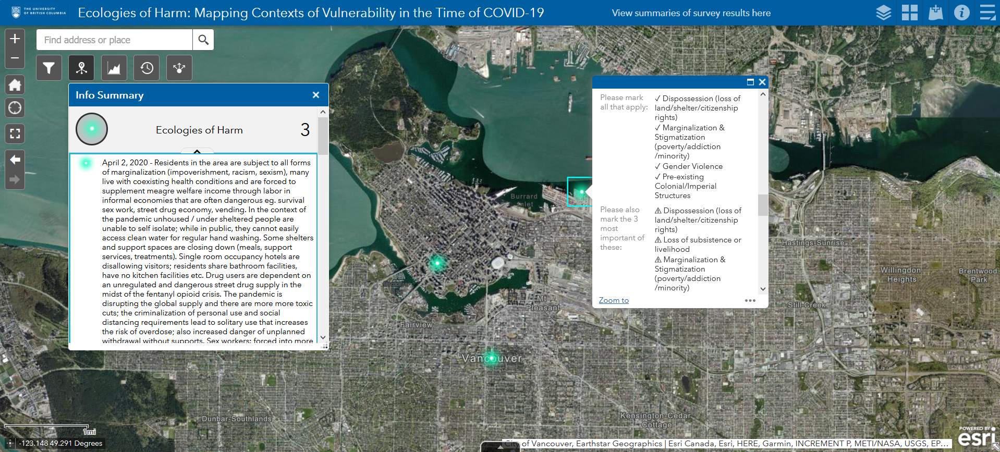 UBC
THE UNIVERSITY
OF BRITISH COLUMBIA
Ecologies of Harm: Mapping Contexts of Vulnerability in the Time of COVID-19
View summaries of survey results here
Find address or place
Info Summary
Ecologies of Harm
3
April 2, 2020 - Residents in the area are subject to all forms
of marginalization (impoverishment, racism, sexism), many
live with coexisting health conditions and are forced to
supplement meagre welfare income through labor in
informal economies that are often dangerous eg. survival
sex work, street drug economy, vending. In the context of
the pandemic unhoused / under sheltered people are
unable to self isolate; while in public, they cannot easily
access clean water for regular hand washing. Some shelters
and support spaces are closing down (meals, support
services, treatments). Single room occupancy hotels are
disallowing visitors; residents share bathroom facilities,
have no kitchen facilities etc. Drug users are dependent on
an unregulated and dangerous street drug supply in the
midst of the fentanyl opioid crisis. The pandemic is
disrupting the global supply and there are more more toxic
cuts; the criminalization of personal use and social
distancing requirements lead to solitary use that increases
the risk of overdose; also increased danger of unplanned
withdrawal without supports. Sex workers: forced into more
Please mark
all that apply:
✓ Dispossession (loss of
land/shelter/citizenship
rights)
✓ Marginalization &
Stigmatization
(poverty/addiction
/minority)
✓ Gender Violence
✓ Pre-existing
Colonial/Imperial
Structures
Please also
mark the 3
most
important of
these:
⚠ Dispossession (loss of
land/shelter/citizenship
rights)
⚠ Loss of subsistence or
livelihood
⚠ Marginalization &
Stigmatization
(poverty/addiction
/minority)
Zoom to
Burrard
Inlet
Hastings-Sunrise
Willingdon
Heights
Brentwood
Park
Still Creek
Mt
Pleasant
Fairview
Vancouver
Dunbar-Southlands
Kensington-Cedar
Cottage
1mi
-123.148 49.291 Degrees
City of Vancouver, Earthstar Geographics | Esri Canada, Esri, HERE, Garmin, INCREMENT P, METI/NASA, USGS, EP...
POWERED BY
esri